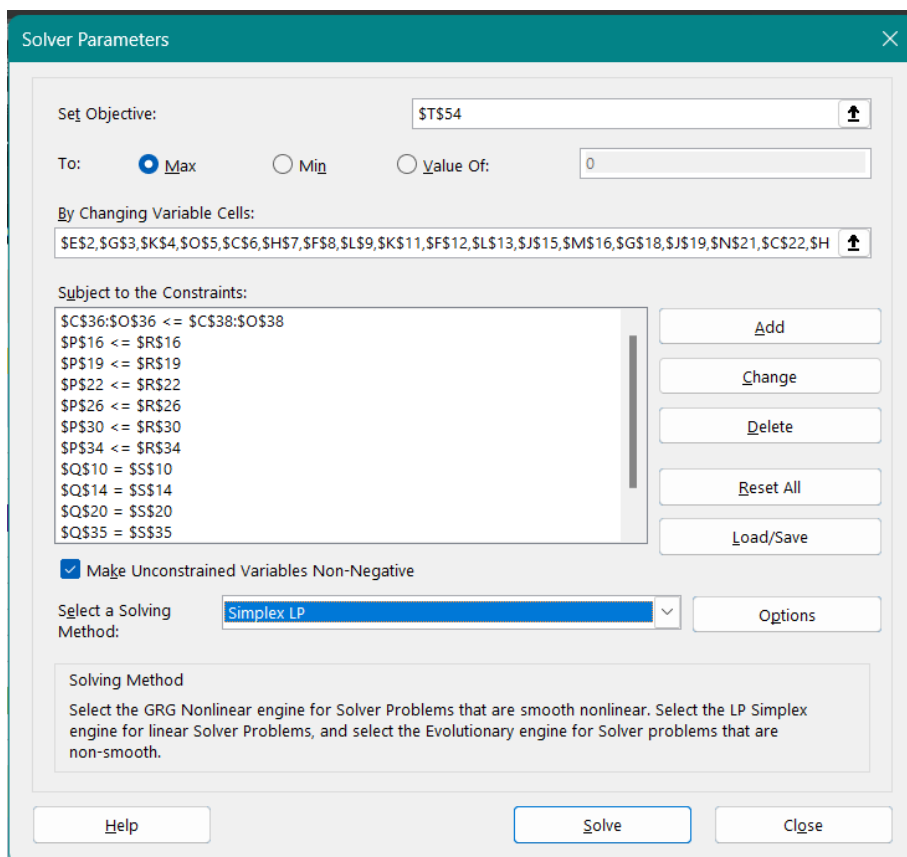 Solver Parameters
Set Objective: $T$54
To: Max Min Value Of: 0
By Changing Variable Cells:
$E$2,$G$3,$K$4,$O$5,$C$6,$H$7,$F$8,$L$9,$K$11,$F$12,$L$13,$J$15,$M$16,$G$18,$J$19,$N$21,$C$22,$H
Subject to the Constraints:
$C$36:$O$36 <= $C$38:$O$38
$P$16 <= $R$16
$P$19 <= $R$19
$P$22 <= $R$22
$P$26 <= $R$26
$P$30 <= $R$30
$P$34 <= $R$34
$Q$10 = $S$10
$Q$14 = $S$14
$Q$20 = $S$20
$Q$35 = $S$35
Add
Change
Delete
Reset All
Load/Save
Make Unconstrained Variables Non-Negative
Select a Solving
Method:
Simplex LP
Options
Solving Method
Select the GRG Nonlinear engine for Solver Problems that are smooth nonlinear. Select the LP Simplex
engine for linear Solver Problems, and select the Evolutionary engine for Solver problems that are
non-smooth.
Help Solve Close